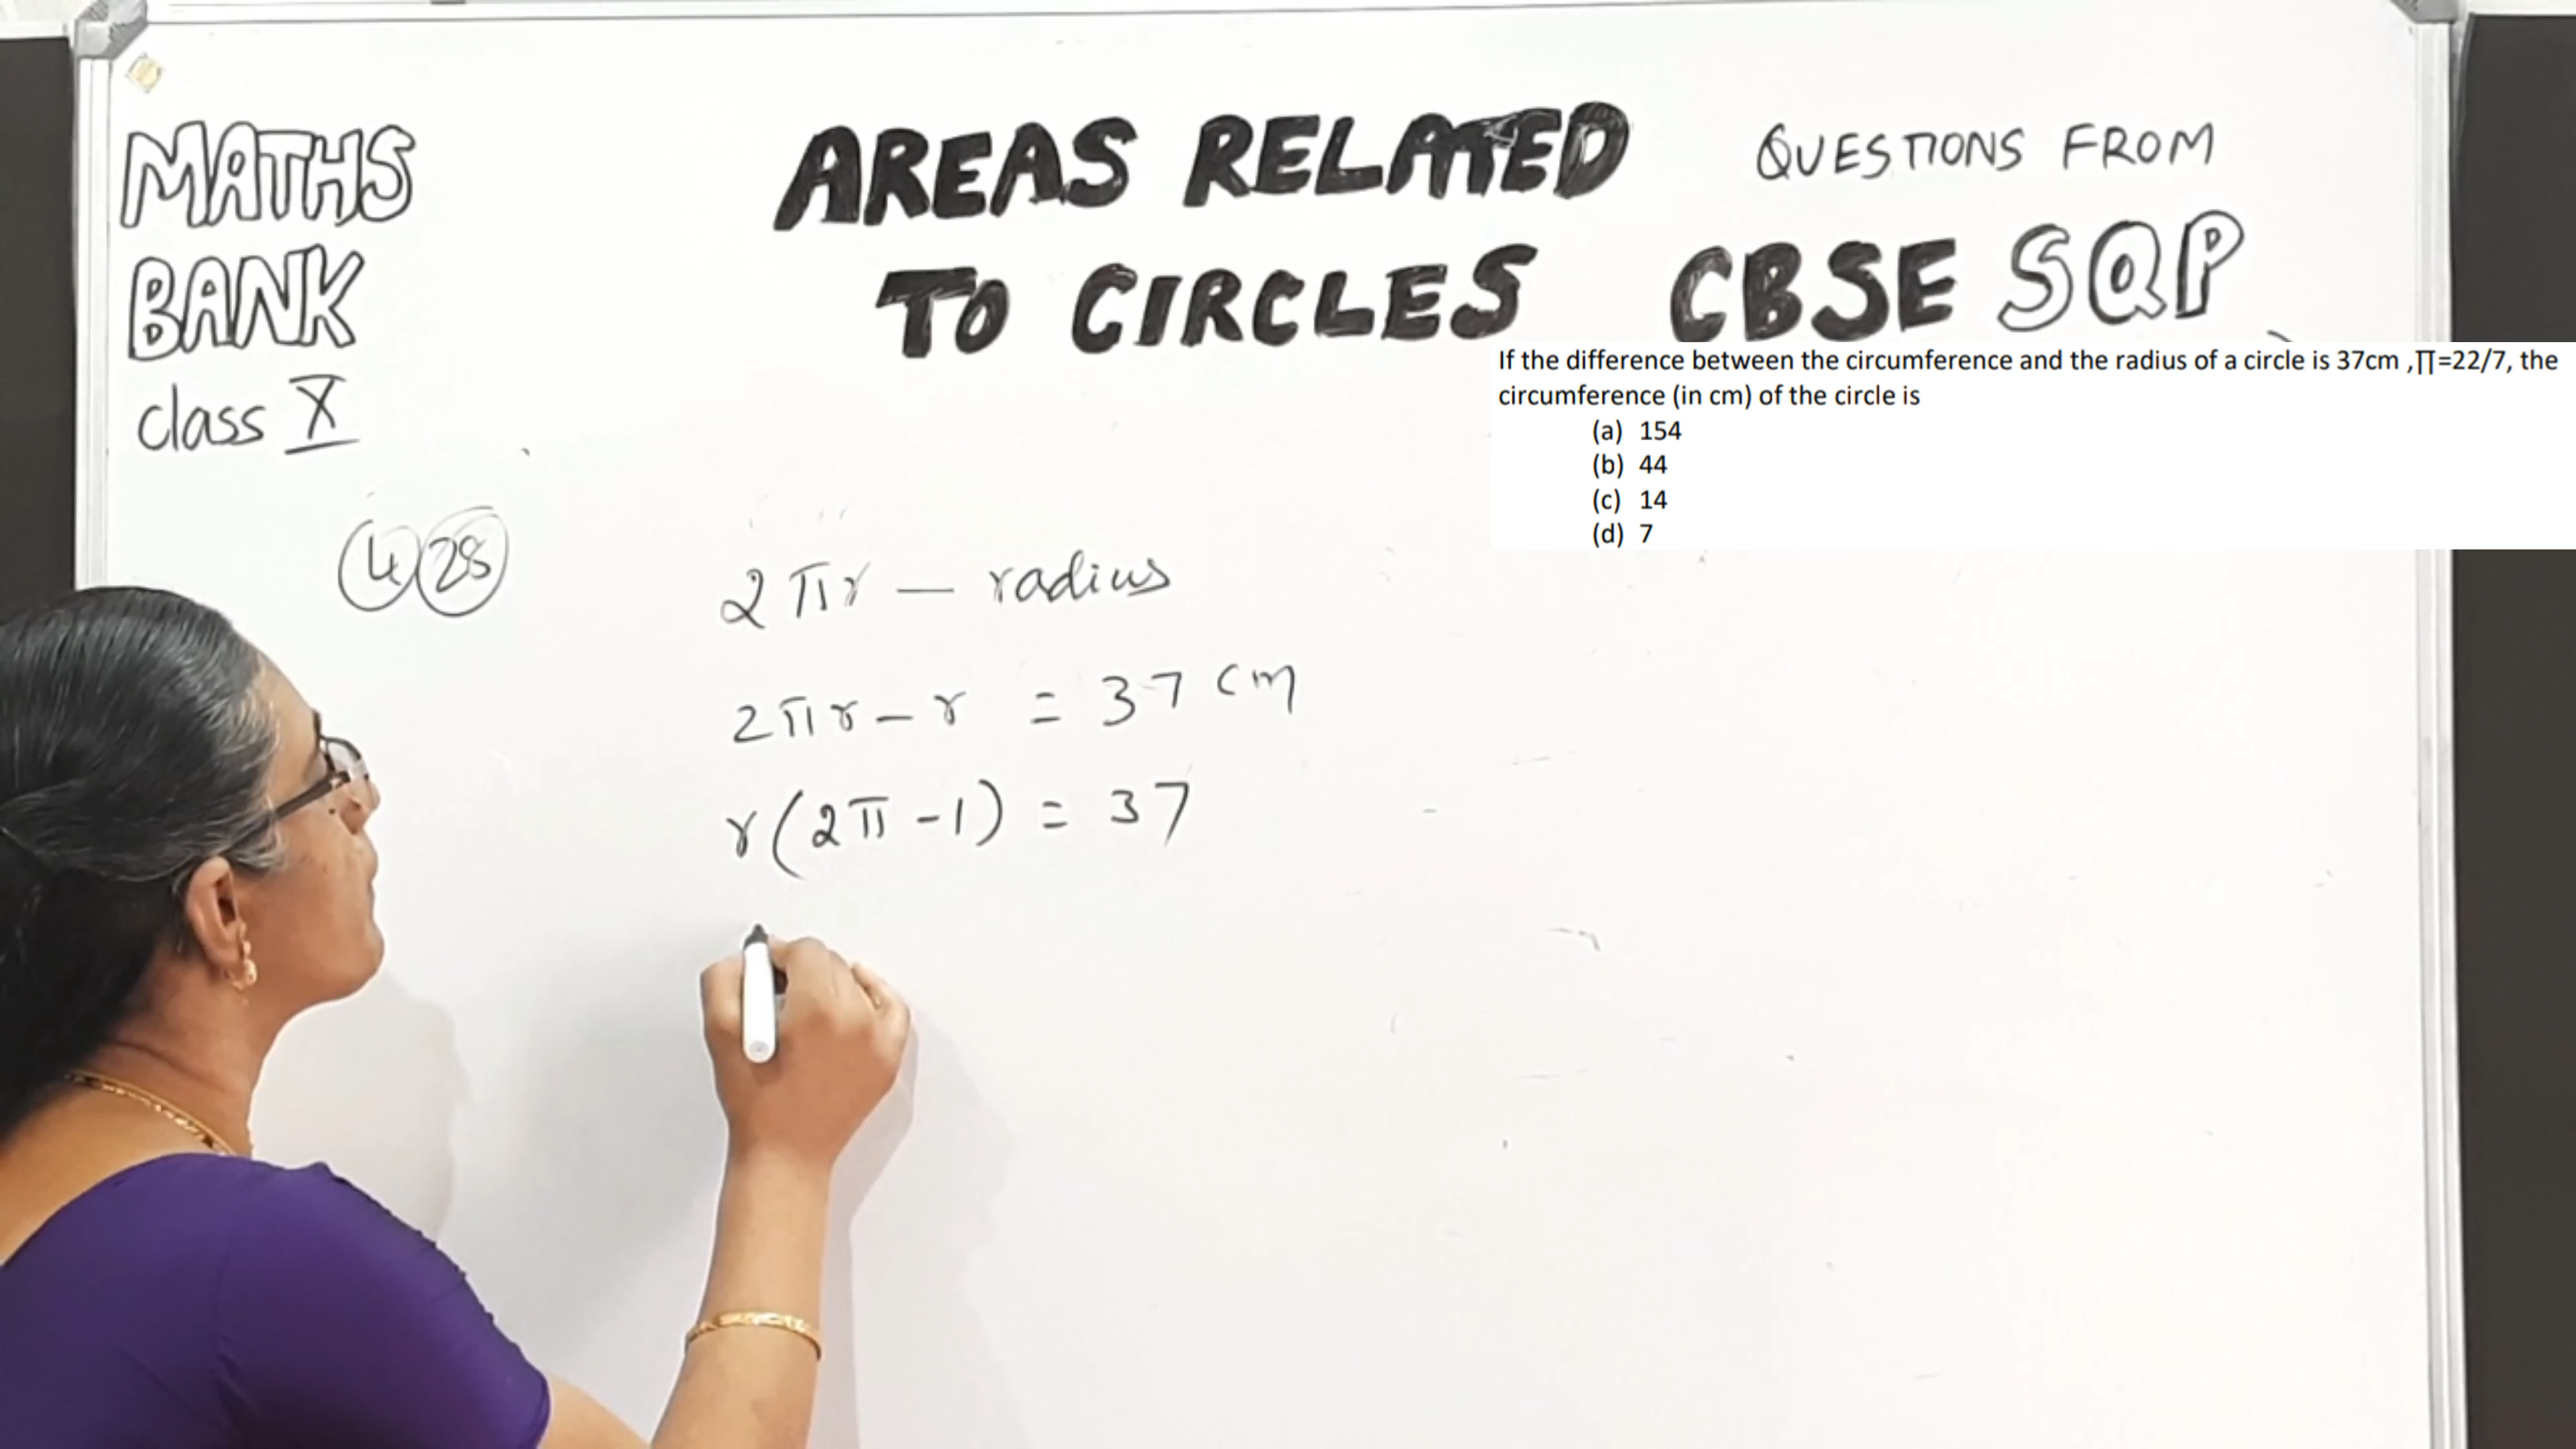 MATHS
BANK
class X
AREAS RELATED
TO CIRCLES
QUESTIONS FROM
CBSE SQP
If the difference between the circumference and the radius of a circle is 37cm ,∏=22/7, the
circumference (in cm) of the circle is
(a) 154
(b) 44
(c) 14
(d) 7
4 28
2πr — radius
2πr - r = 37 cm
r(2π - 1) = 37